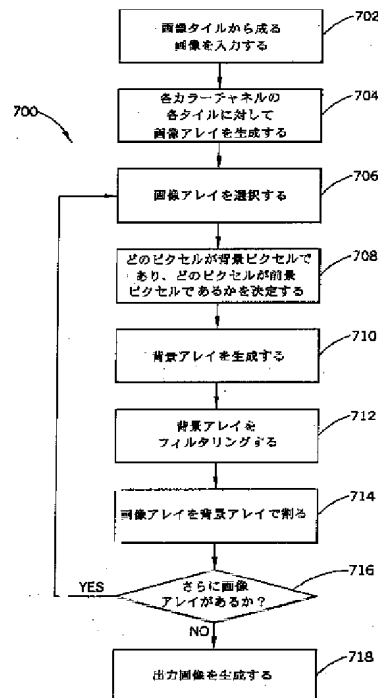 画像タイルから成る
画像を入力する
702
各カラーチャネルの
各タイルに対して
画像アレイを生成する
704
700
画像アレイを選択する
706
どのピクセルが背景ピクセルで
あり、どのピクセルが前景
ピクセルであるかを決定する
708
背景アレイを生成する
710
背景アレイを
フィルタリングする
712
画像アレイを背景アレイで割る
714
さらに画像
アレイがあるか？
716
YES
NO
出力画像を生成する
718